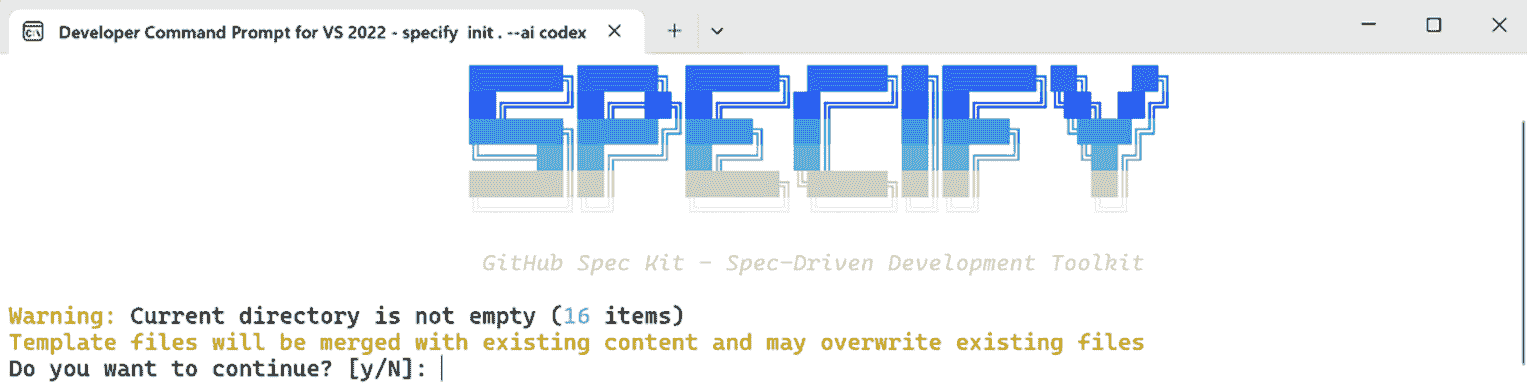 Developer Command Prompt for VS 2022 - specify  init . --ai codex
SPECIFY
GitHub Spec Kit - Spec-Driven Development Toolkit
Warning: Current directory is not empty (16 items)
Template files will be merged with existing content and may overwrite existing files
Do you want to continue? [y/N]: